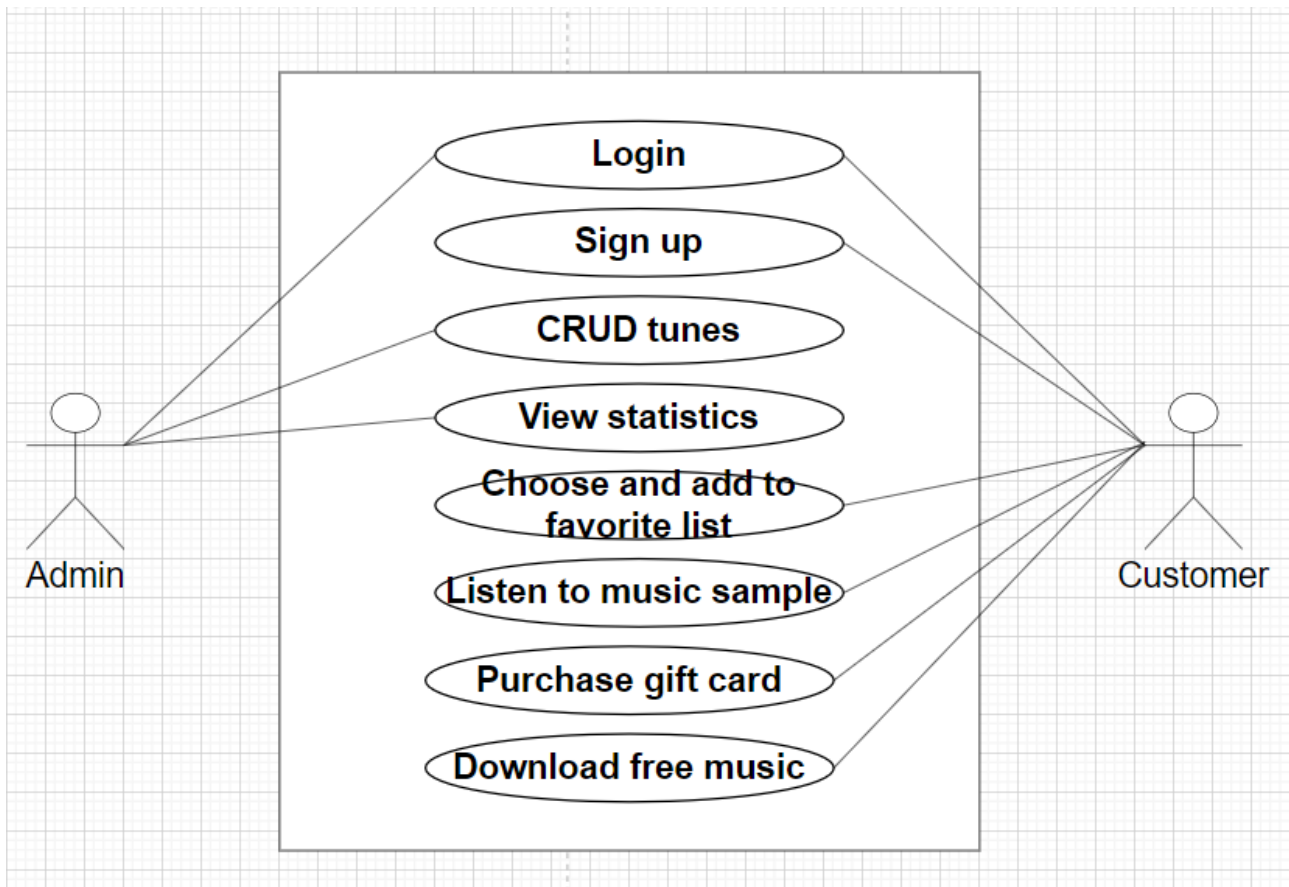 Login
Sign up
CRUD tunes
View statistics
Choose and add to
favorite list
Listen to music sample
Purchase gift card
Download free music
Admin
Customer